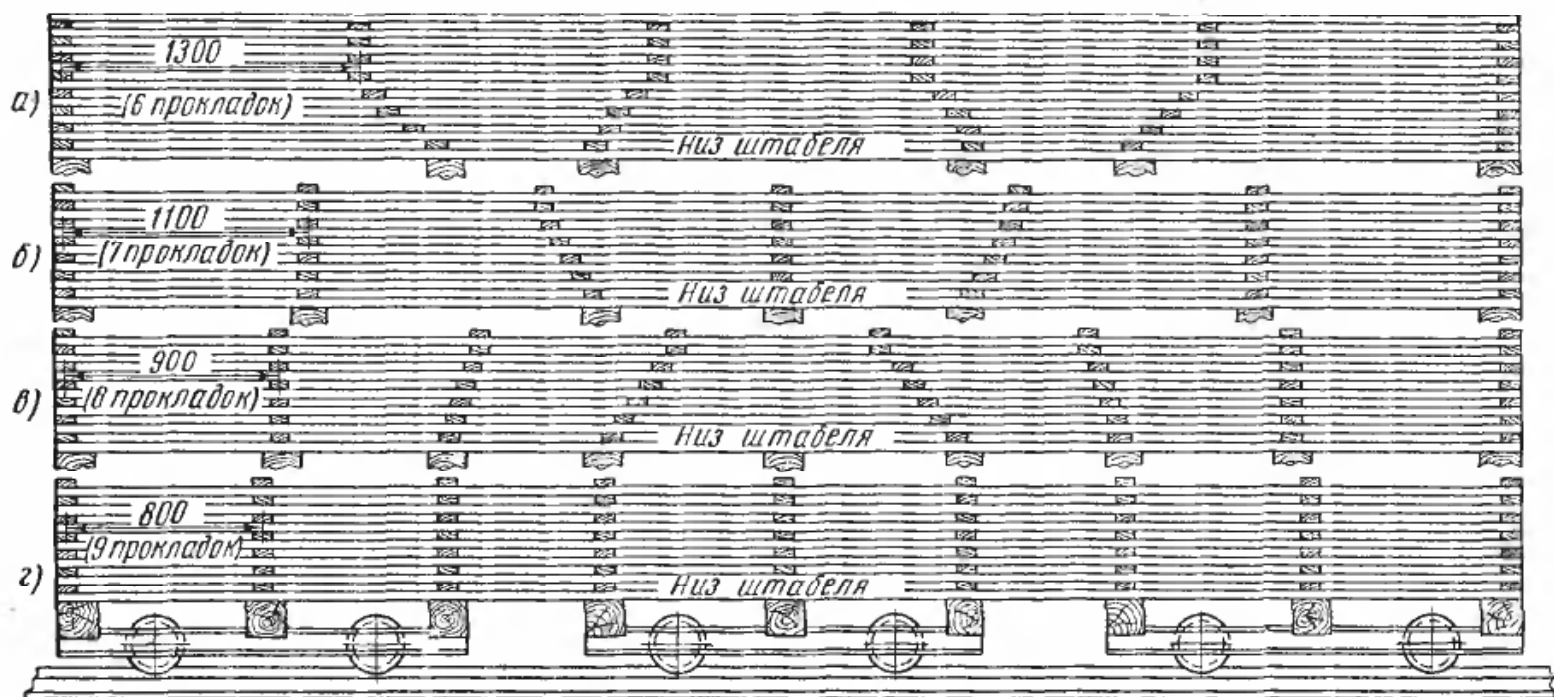 1300
а) (6 прокладок)
Низ штабеля
1100
б) (7 прокладок)
Низ штабеля
900
в) (8 прокладок)
Низ штабеля
800
(9 прокладок)
г) Низ штабеля